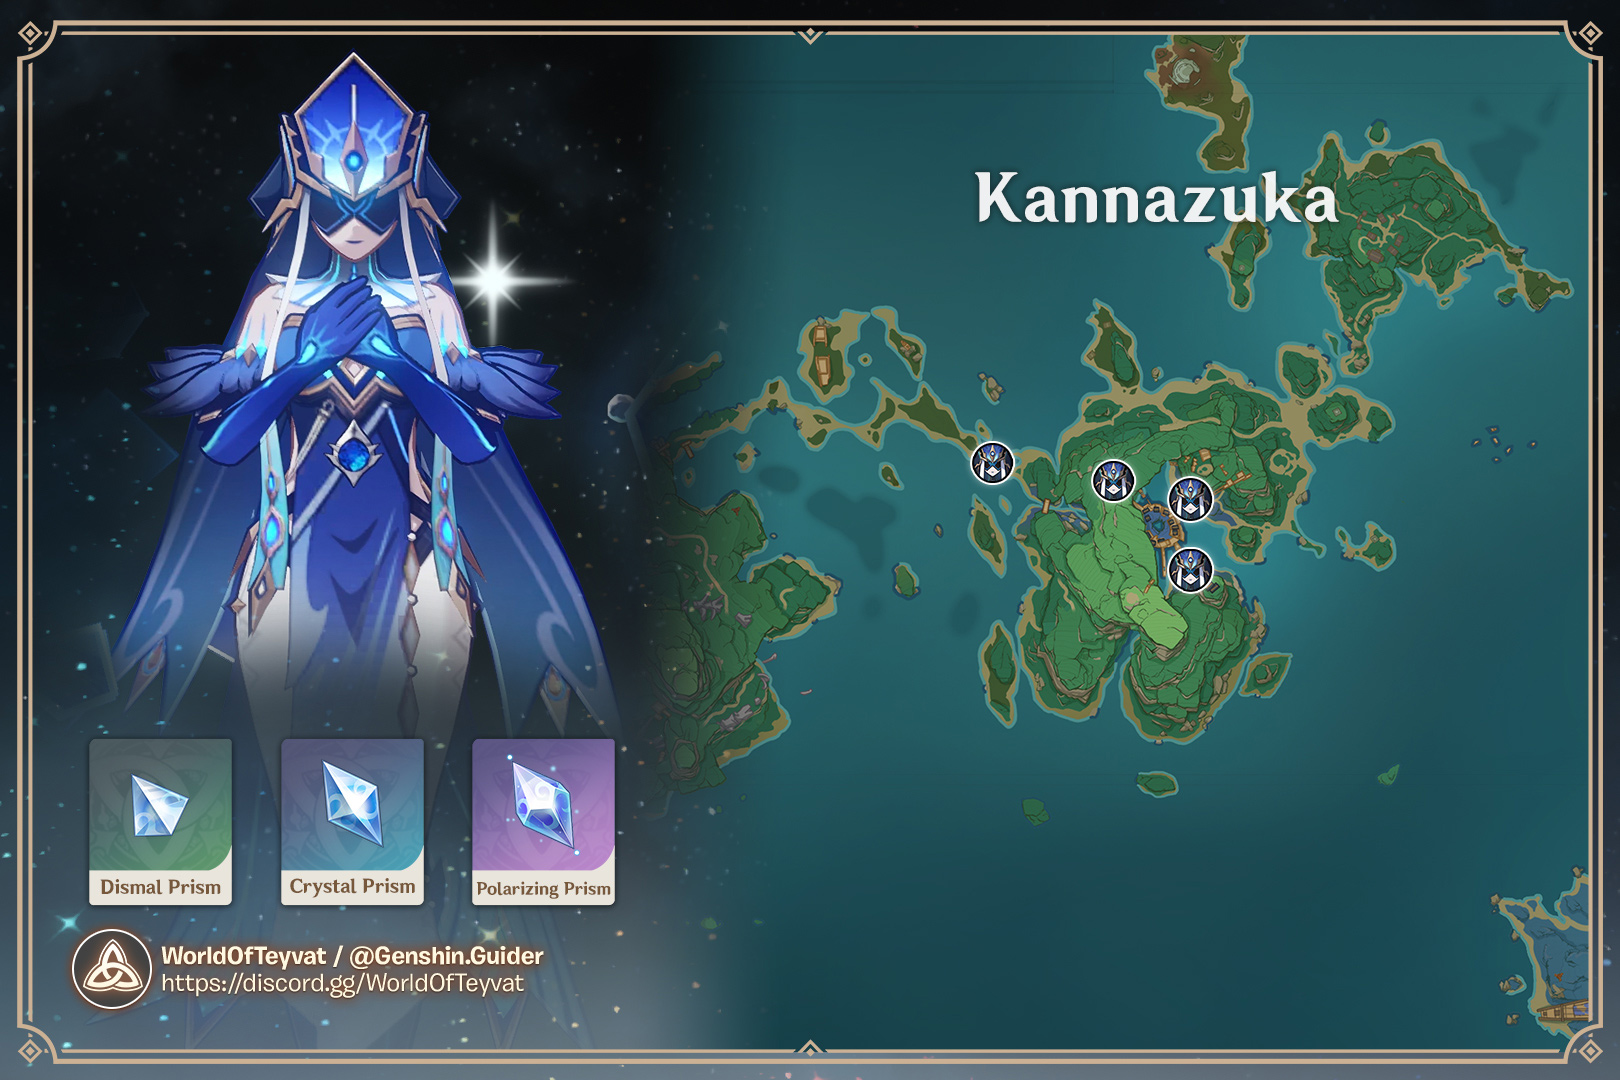 Kannazuka
Dismal Prism
Crystal Prism
Polarizing Prism
WorldOfTeyvat / @Genshin.Guider
https://discord.gg/WorldOfTeyvat